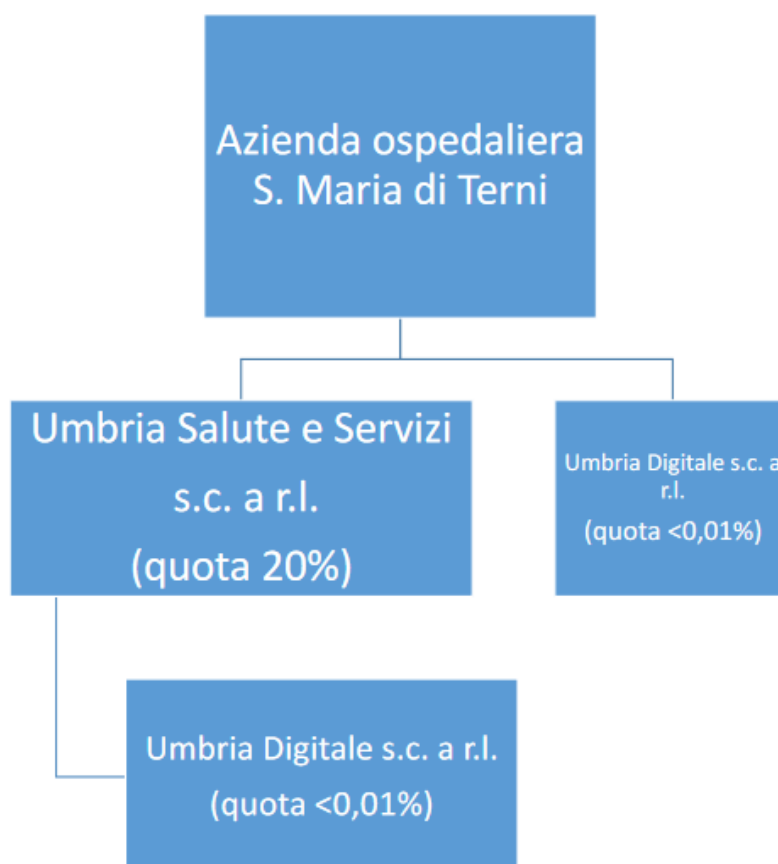 Azienda ospedaliera
S. Maria di Terni
Umbria Salute e Servizi
s.c. a r.l.
(quota 20%)
Umbria Digitale s.c. a
r.l.
(quota <0,01%)
Umbria Digitale s.c. a r.l.
(quota <0,01%)